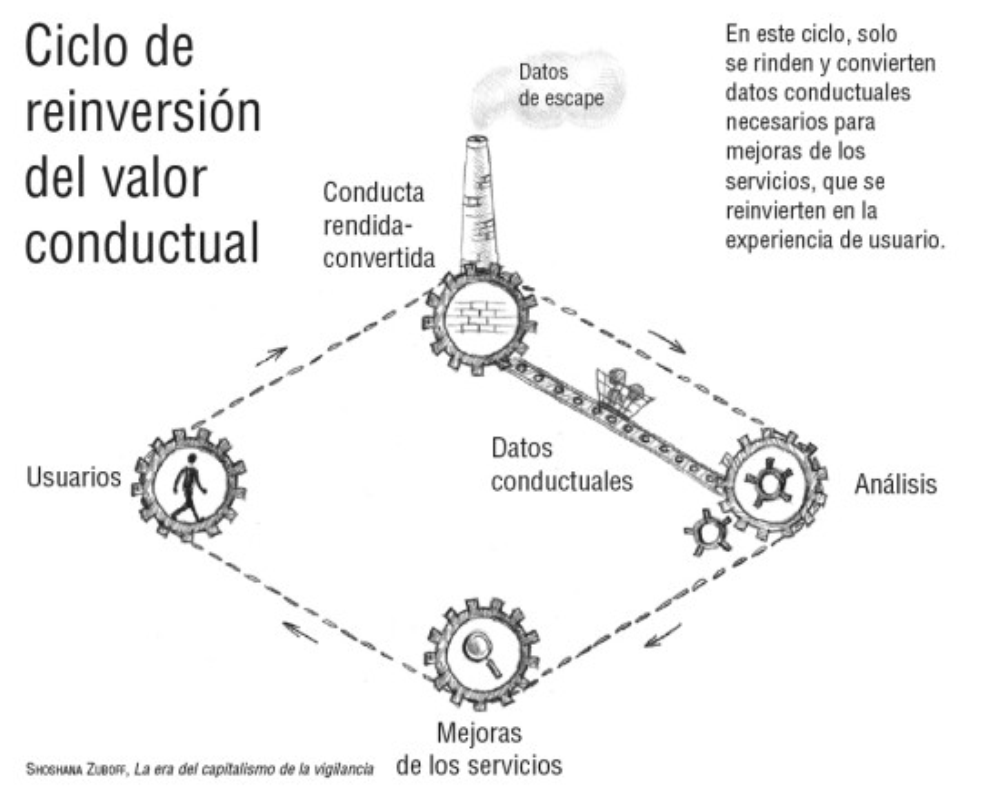 Ciclo de
reinversión
del valor
conductual
En este ciclo, solo
se rinden y convierten
datos conductuales
necesarios para
mejoras de los
servicios, que se
reinvierten en la
experiencia de usuario.
Datos
de escape
Conducta
rendida-
convertida
Usuarios
Datos
conductuales
Análisis
Mejoras
de los servicios
SHOSHANA ZUBOFF, La era del capitalismo de la vigilancia